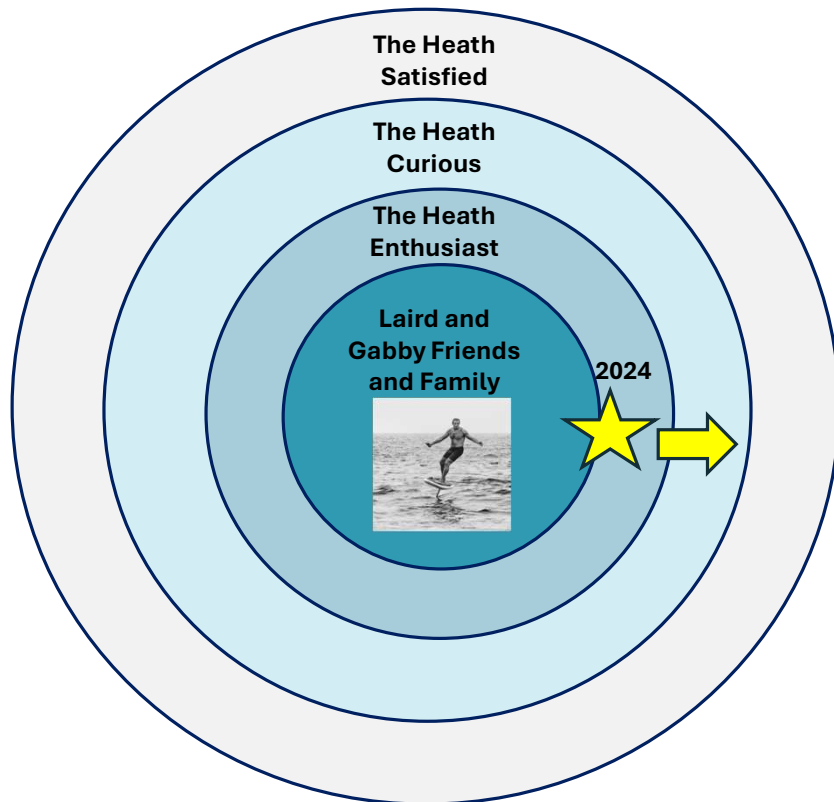 The Heath
Satisfied
The Heath
Curious
The Heath
Enthusiast
Laird and
Gabby Friends
and Family
2024